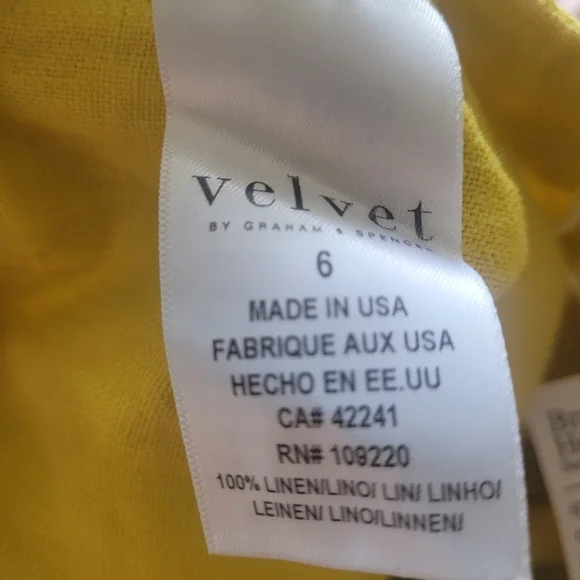 velvet
BY GRAHAM & SPENCER
6
MADE IN USA
FABRIQUE AUX USA
HECHO EN EE.UU
CA# 42241
RN# 109220
100% LINEN/LINO/ LIN/ LINHO/
LEINEN/ LINO/LINNEN/